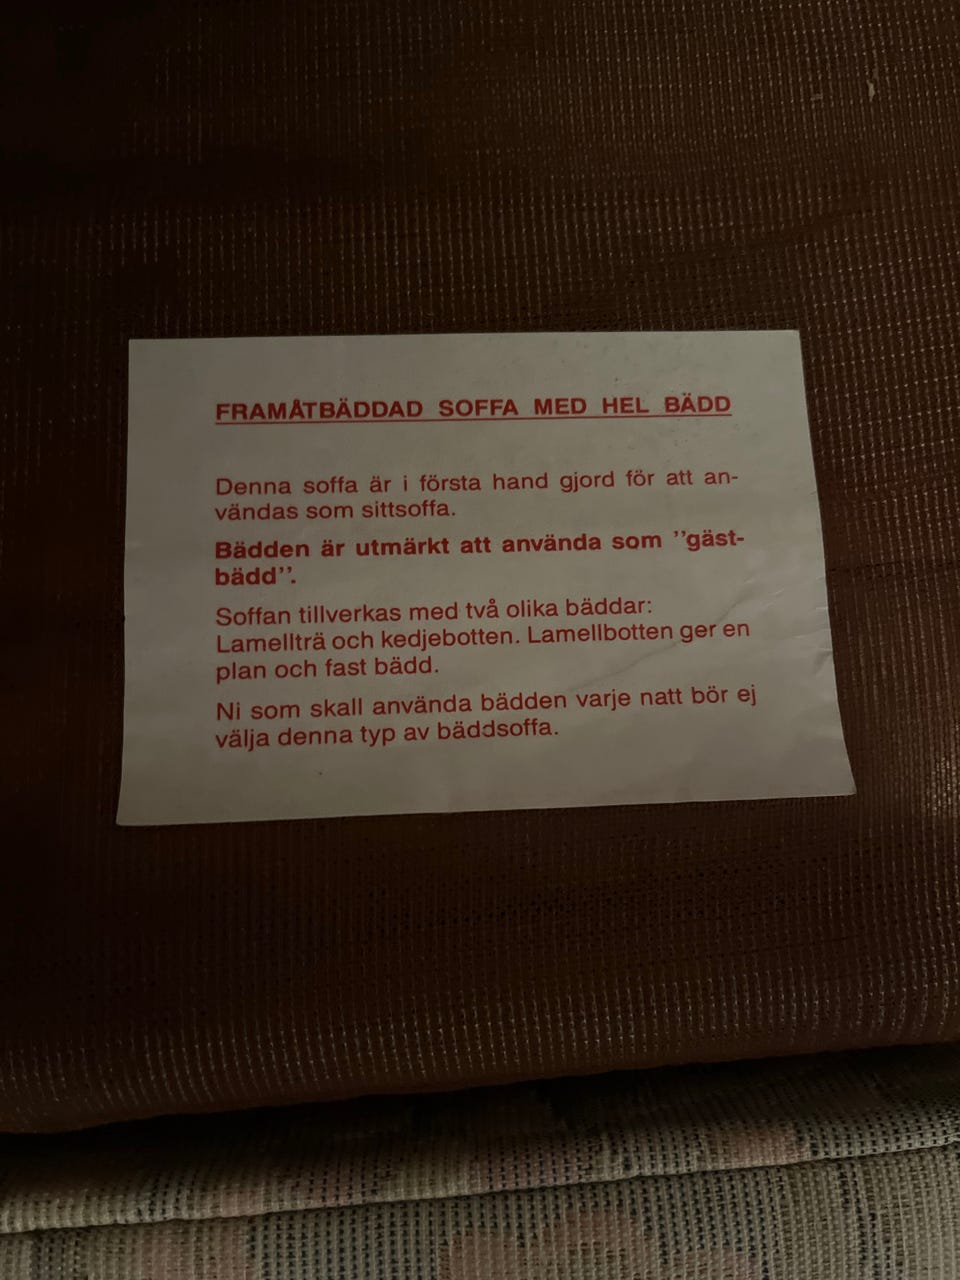 FRAMÅTBÄDDAD SOFFA MED HEL BÄDD
Denna soffa är i första hand gjord för att an-
vändas som sittsoffa.
Bädden är utmärkt att använda som ”gäst-
bädd”.
Soffan tillverkas med två olika bäddar:
Lamellträ och kedjebotten. Lamellbotten ger en
plan och fast bädd.
Ni som skall använda bädden varje natt bör ej
välja denna typ av bäddsoffa.